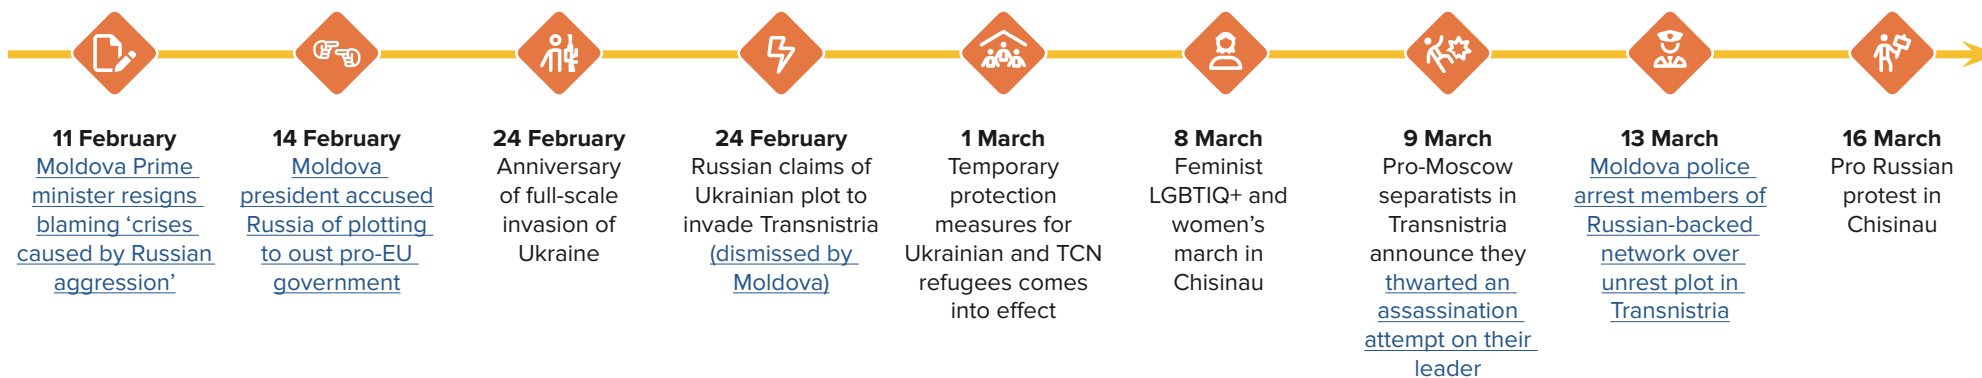 11 February
Moldova Prime
minister resigns
blaming ‘crises
caused by Russian
aggression’
14 February
Moldova
president accused
Russia of plotting
to oust pro-EU
government
24 February
Anniversary
of full-scale
invasion of
Ukraine
24 February
Russian claims of
Ukrainian plot to
invade Transnistria
(dismissed by
Moldova)
1 March
Temporary
protection
measures for
Ukrainian and TCN
refugees comes
into effect
8 March
Feminist
LGBTIQ+ and
women’s
march in
Chisinau
9 March
Pro-Moscow
separatists in
Transnistria
announce they
thwarted an
assassination
attempt on their
leader
13 March
Moldova police
arrest members of
Russian-backed
network over
unrest plot in
Transnistria
16 March
Pro Russian
protest in
Chisinau